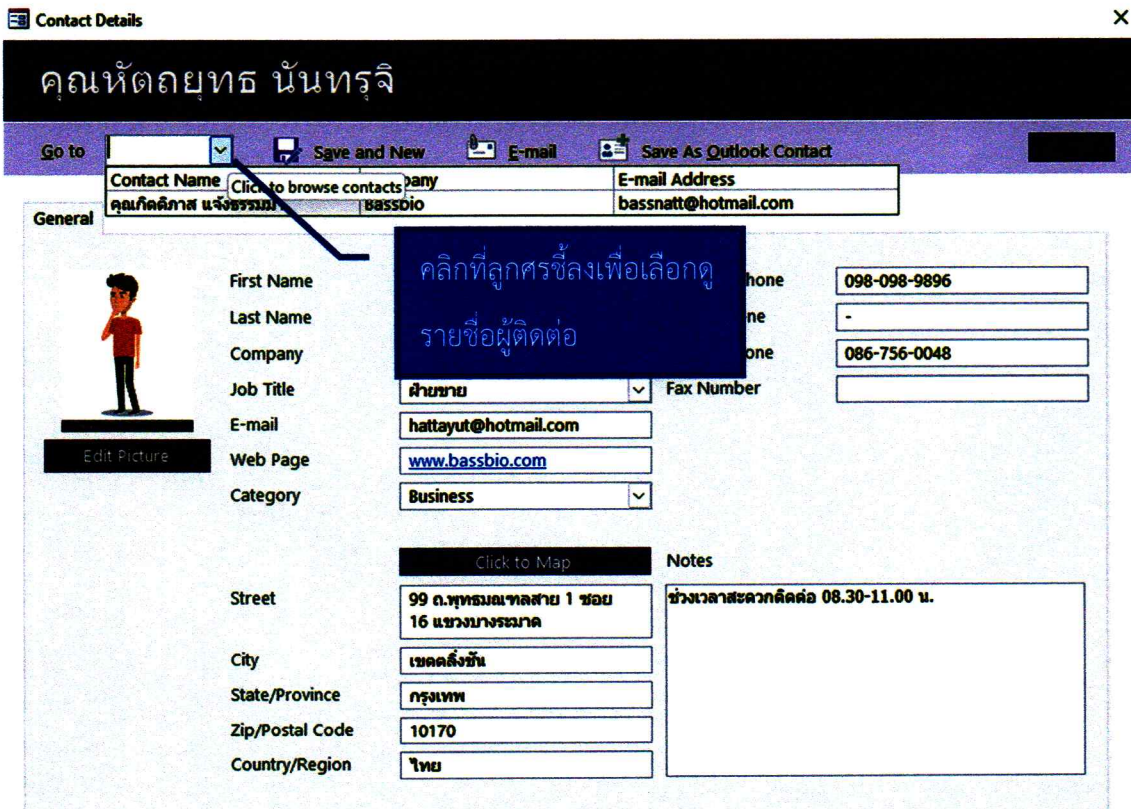 Contact Details
คุณหัตถยุทธ นันทรุจิ
Go to Save and New E-mail Save As Outlook Contact
Contact Name Click to browse contacts pany E-mail Address
คุณกิตติภาส Bassbio bassnatt@hotmail.com
General
คลิกที่ลูกศรชี้ลงเพื่อเลือกดู
รายชื่อผู้ติดต่อ
First Name hone 098-098-9896
Last Name ne -
Company one 086-756-0048
Job Title ฝ่ายขาย Fax Number
E-mail hattayut@hotmail.com
Edit Picture Web Page www.bassbio.com
Category Business
Click to Map Notes
Street 99 ถ.พุทธมณฑลสาย 1 ซอย ช่วงเวลาสะดวกติดต่อ 08.30-11.00 น.
16 แขวงบางระมาด
City เขตตลิ่งชัน
State/Province กรุงเทพ
Zip/Postal Code 10170
Country/Region ไทย